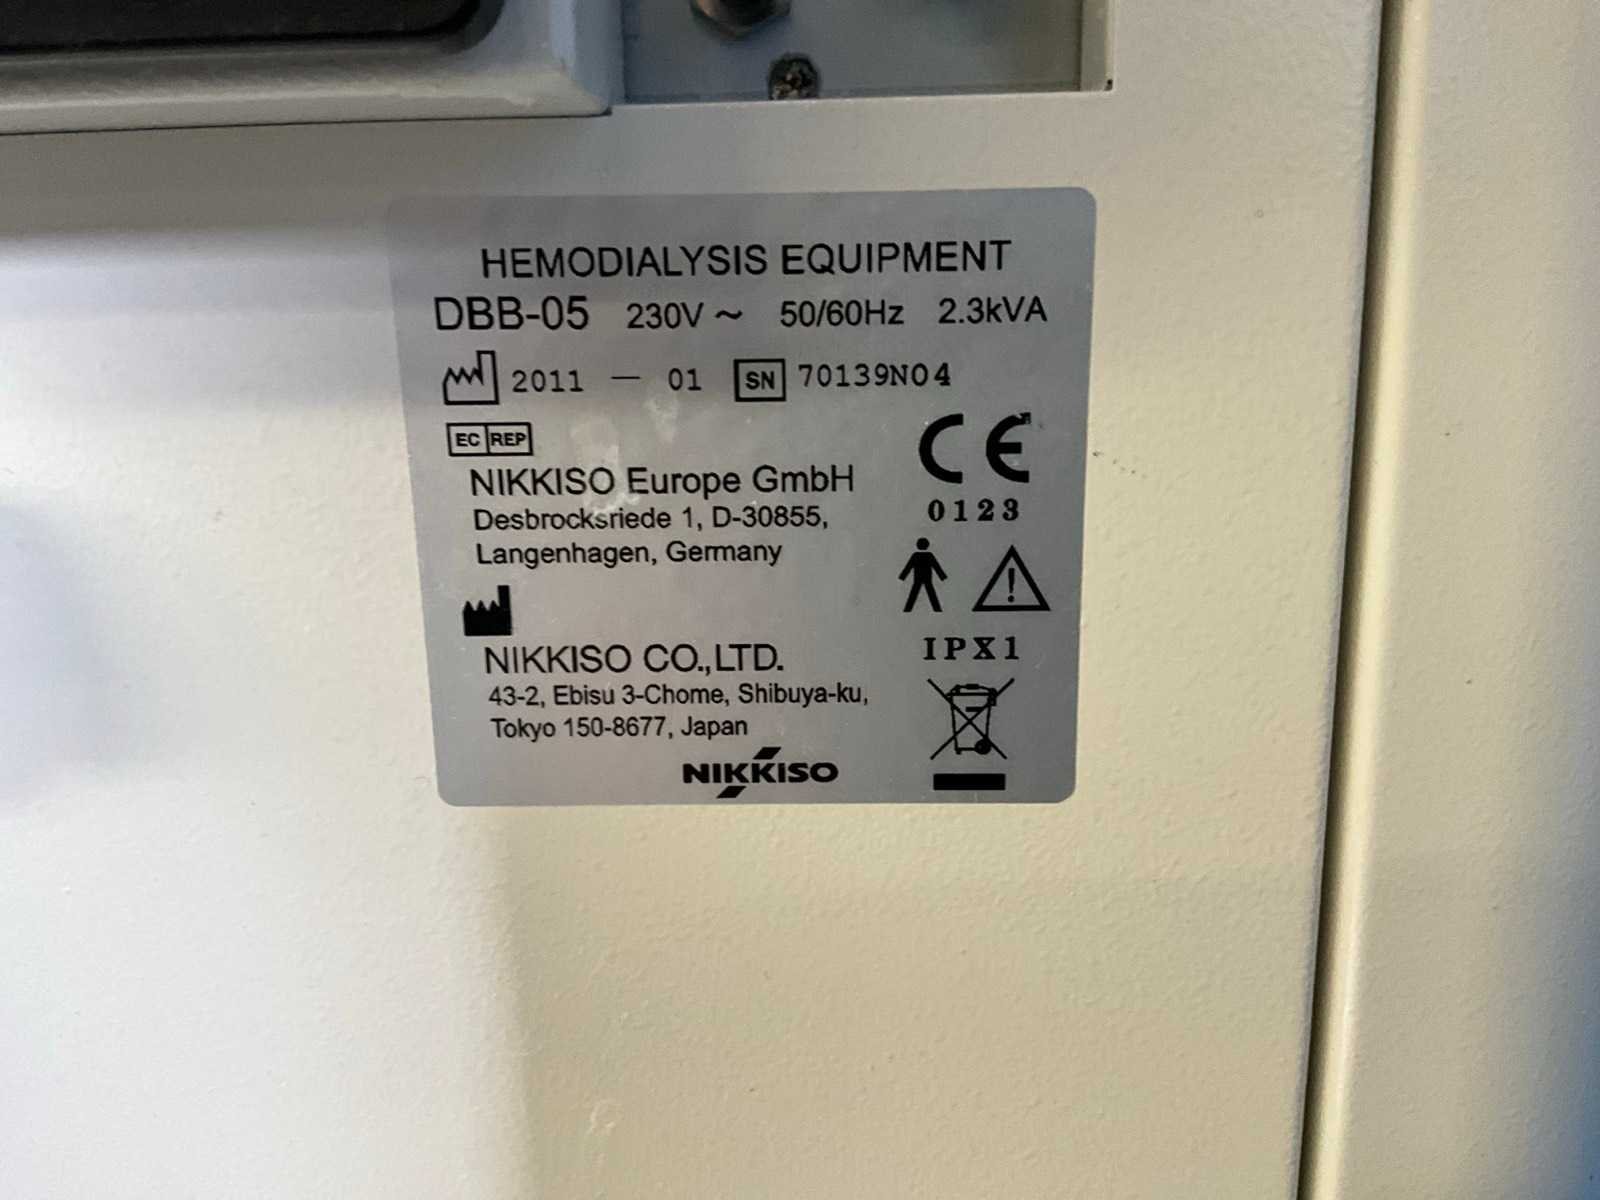 HEMODIALYSIS EQUIPMENT
DBB-05 230V ~ 50/60Hz 2.3kVA
2011 — 01 SN 70139N04
EC REP
NIKKISO Europe GmbH
Desbrocksriede 1, D-30855,
Langenhagen, Germany
CE
0123
NIKKISO CO.,LTD.
43-2, Ebisu 3-Chome, Shibuya-ku,
Tokyo 150-8677, Japan
IPX1
NIKKISO